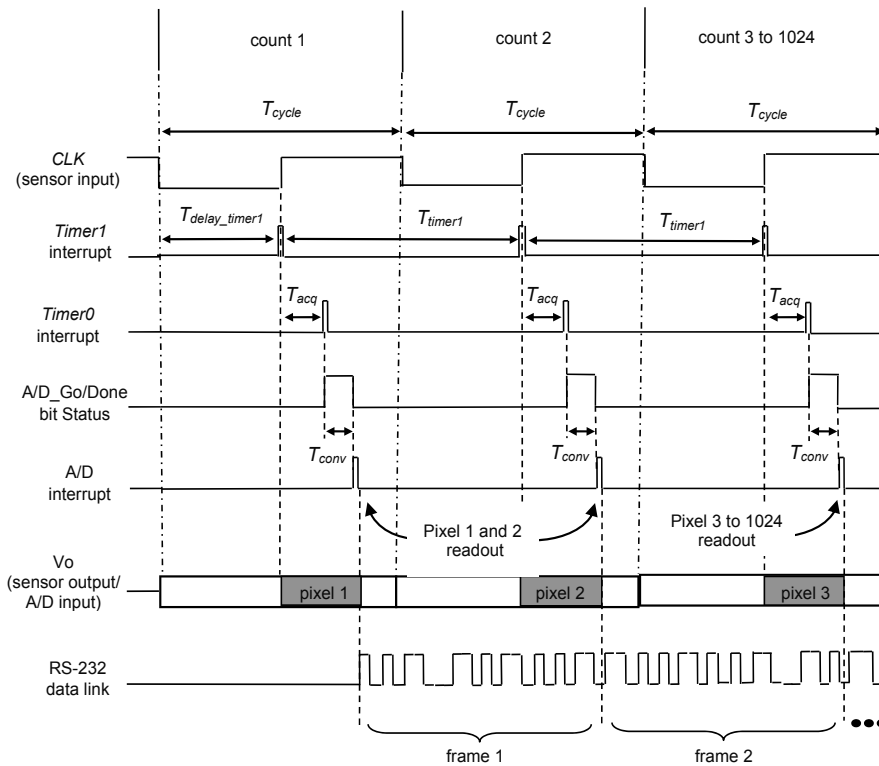 count 1
count 2
count 3 to 1024
Tcycle
Tcycle
Tcycle
CLK
(sensor input)
Tdelay_timer1
Ttimer1
Ttimer1
Timer1
interrupt
Tacq
Tacq
Tacq
Timer0
interrupt
A/D_Go/Done
bit Status
Tconv
Tconv
Tconv
A/D
interrupt
Pixel 1 and 2
readout
Pixel 3 to 1024
readout
Vo
(sensor output/
A/D input)
pixel 1
pixel 2
pixel 3
RS-232
data link
frame 1
frame 2